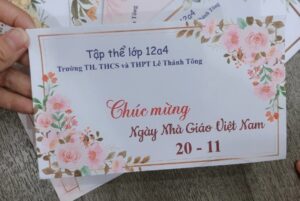 Tập thể lớp 12a4
Trường TH, THCS và THPT Lê Thánh Tông
Chúc mừng
Ngày Nhà Giáo Việt Nam
20 - 11